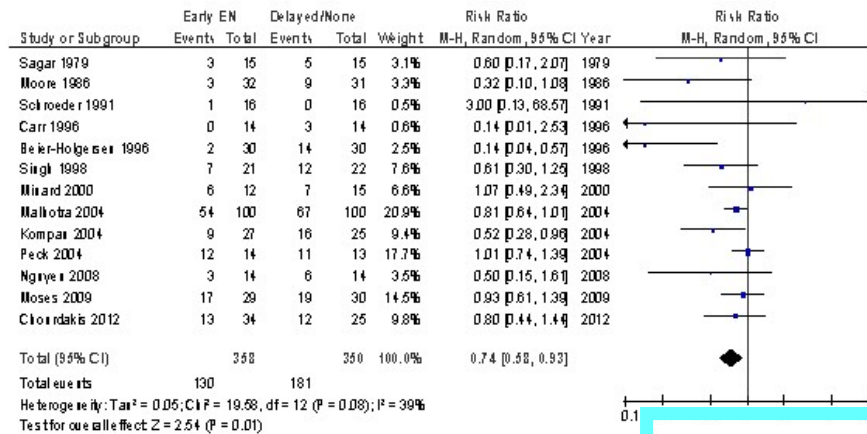 Early EN Delayed/None Risk Ratio Risk Ratio
Study or Subgroup Events Total Events Total Weight M-H, Random, 95% CI Year M-H, Random, 95% CI
Sagar 1979 3 15 5 15 3.1% 0.60 [0.17, 2.07] 1979
Moore 1986 3 32 9 31 3.3% 0.32 [0.10, 1.08] 1986
Schroeder 1991 1 16 0 16 0.5% 3.00 [0.13, 68.57] 1991
Carr 1996 0 14 3 14 0.6% 0.14 [0.01, 2.53] 1996
Beier-Holgersen 1996 2 30 14 30 2.6% 0.14 [0.04, 0.57] 1996
Singh 1998 7 21 12 22 7.6% 0.61 [0.30, 1.25] 1998
Minard 2000 6 12 7 15 6.6% 1.07 [0.49, 2.34] 2000
Malhotra 2004 54 100 67 100 20.9% 0.81 [0.64, 1.01] 2004
Kompan 2004 9 27 16 25 9.4% 0.52 [0.28, 0.96] 2004
Peck 2004 12 14 11 13 17.5% 1.01 [0.74, 1.39] 2004
Nguyen 2008 3 14 6 14 3.5% 0.50 [0.15, 1.61] 2008
Moses 2009 17 29 19 30 14.5% 0.93 [0.61, 1.39] 2009
Chourdakis 2012 13 34 12 25 9.8% 0.80 [0.44, 1.44] 2012
Total (95% CI) 358 350 100.0% 0.74 [0.58, 0.93]
Total events 130 181
Heterogeneity: Tau² = 0.05; Chi² = 19.58, df = 12 (P = 0.08); I² = 39%
Test for overall effect: Z = 2.54 (P = 0.01)
0.1